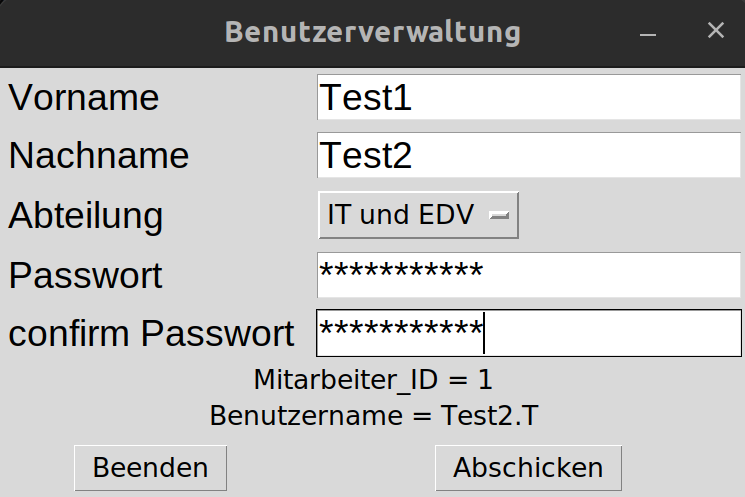 Benutzerverwaltung
Vorname Test1
Nachname Test2
Abteilung IT und EDV
Passwort ***********
confirm Passwort ***********
Mitarbeiter_ID = 1
Benutzername = Test2.T
Beenden Abschicken